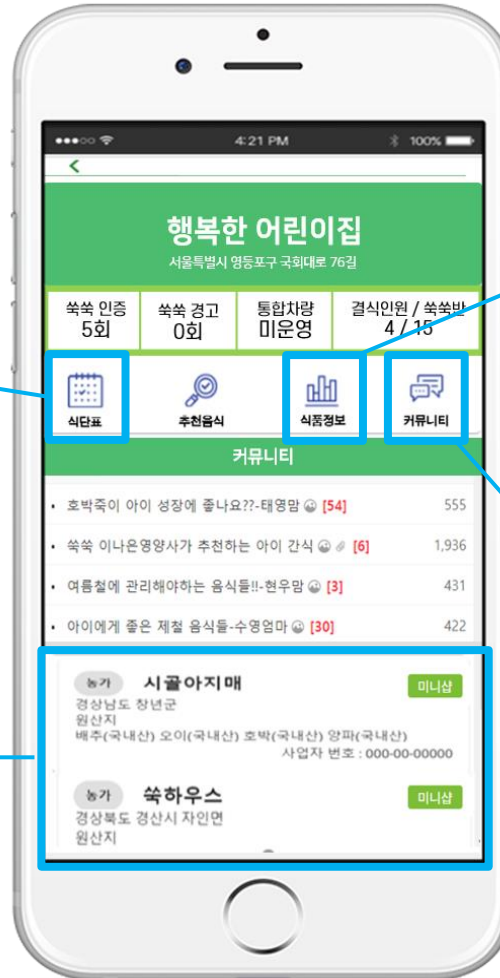 4:21 PM 100%
행복한 어린이집
서울특별시 영등포구 국회대로 76길
쑥쑥 인증 쑥쑥 경고 통합차량 결식인원 / 쑥쑥반
5회 0회 미운영 4 / 15
식단표 추천음식 식품정보 커뮤니티
커뮤니티
호박죽이 아이 성장에 좋나요??-태영맘 [54] 555
쑥쑥 이나은영양사가 추천하는 아이 간식 [6] 1,936
여름철에 관리해야하는 음식들!!-현우맘 [3] 431
아이에게 좋은 제철 음식들-수영엄마 [30] 422
농가 시골아지매 미니샵
경상남도 창년군
원산지
배추(국내산) 오이(국내산) 호박(국내산) 양파(국내산)
사업자 번호 : 000-00-00000
농가 쑥하우스 미니샵
경상북도 경산시 자인면
원산지